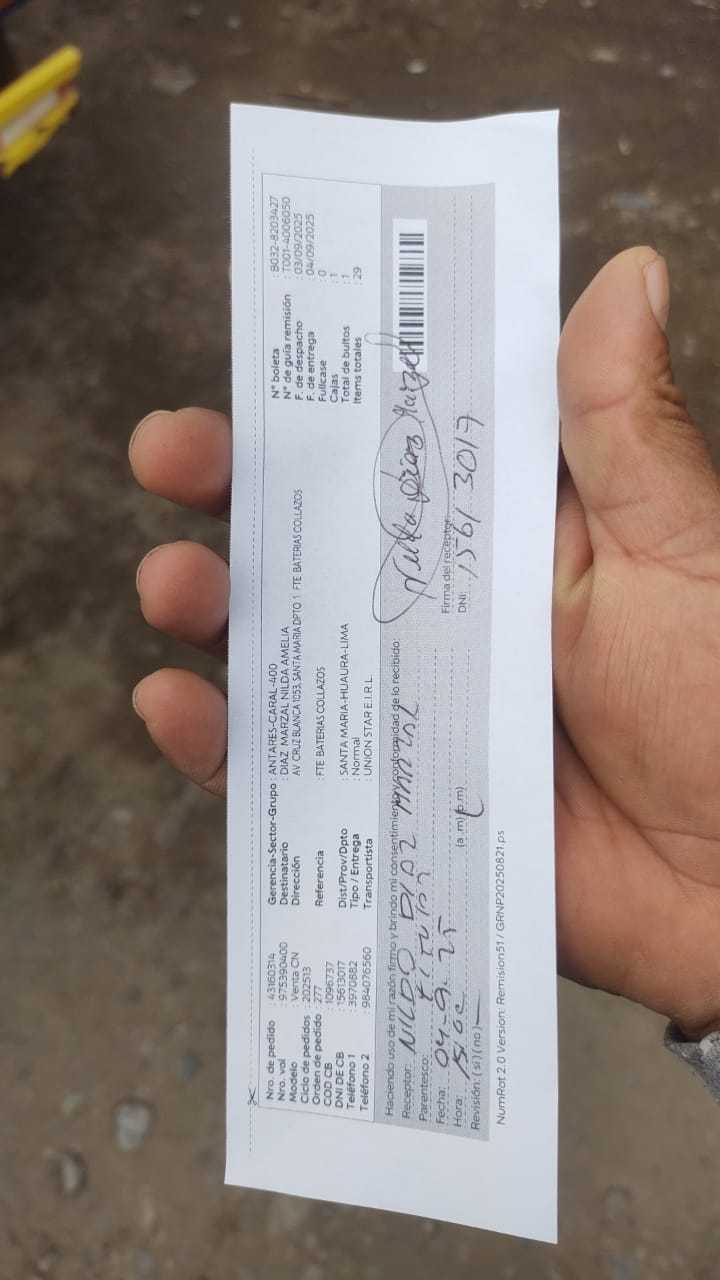 Nro. de pedido : 43160314
Nro. vol : 975390400
Modelo : Venta CN
Ciclo de pedidos : 202513
Orden de pedido : 277
COD CB : 1096737
DNI DE CB : 15613017
Teléfono 1 : 3970882
Teléfono 2 : 984076560
Gerencia-Sector-Grupo : ANTARES-CARAL-400
Destinatario : DIAZ MARZAL NILDA AMELIA
Dirección AV CRUZ BLANCA 1053, SANTA MARIA DPTO 1 FTE BATERIAS COLLAZOS
Referencia : FTE BATERIAS COLLAZOS
Dist/Prov/Dpto : SANTA MARIA-HUAURA-LIMA
Tipo / Entrega : Normal
Transportista : UNION STAR E.I.R.L
N° boleta : B032-8203427
N° de guía remisión : T001-4006050
F. de despacho : 03/09/2025
F. de entrega : 04/09/2025
Fullcase : 0
Cajas : 1
Total de bultos : 1
Items totales : 29
Haciendo uso de mi razón firmo y brindo mi consentimiento y conformidad de lo recibido:
Receptor: NILDO DIAZ MARZAL
Parentesco:
Fecha: 04-9-25
Hora: (a.m) (p.m)
Revisión: (si) (no)
Nilda Diaz Marzal
Firma del receptor
DNI: 1561 3017
NumRot 2.0 Version: Remision51 / GRNP20250821.ps